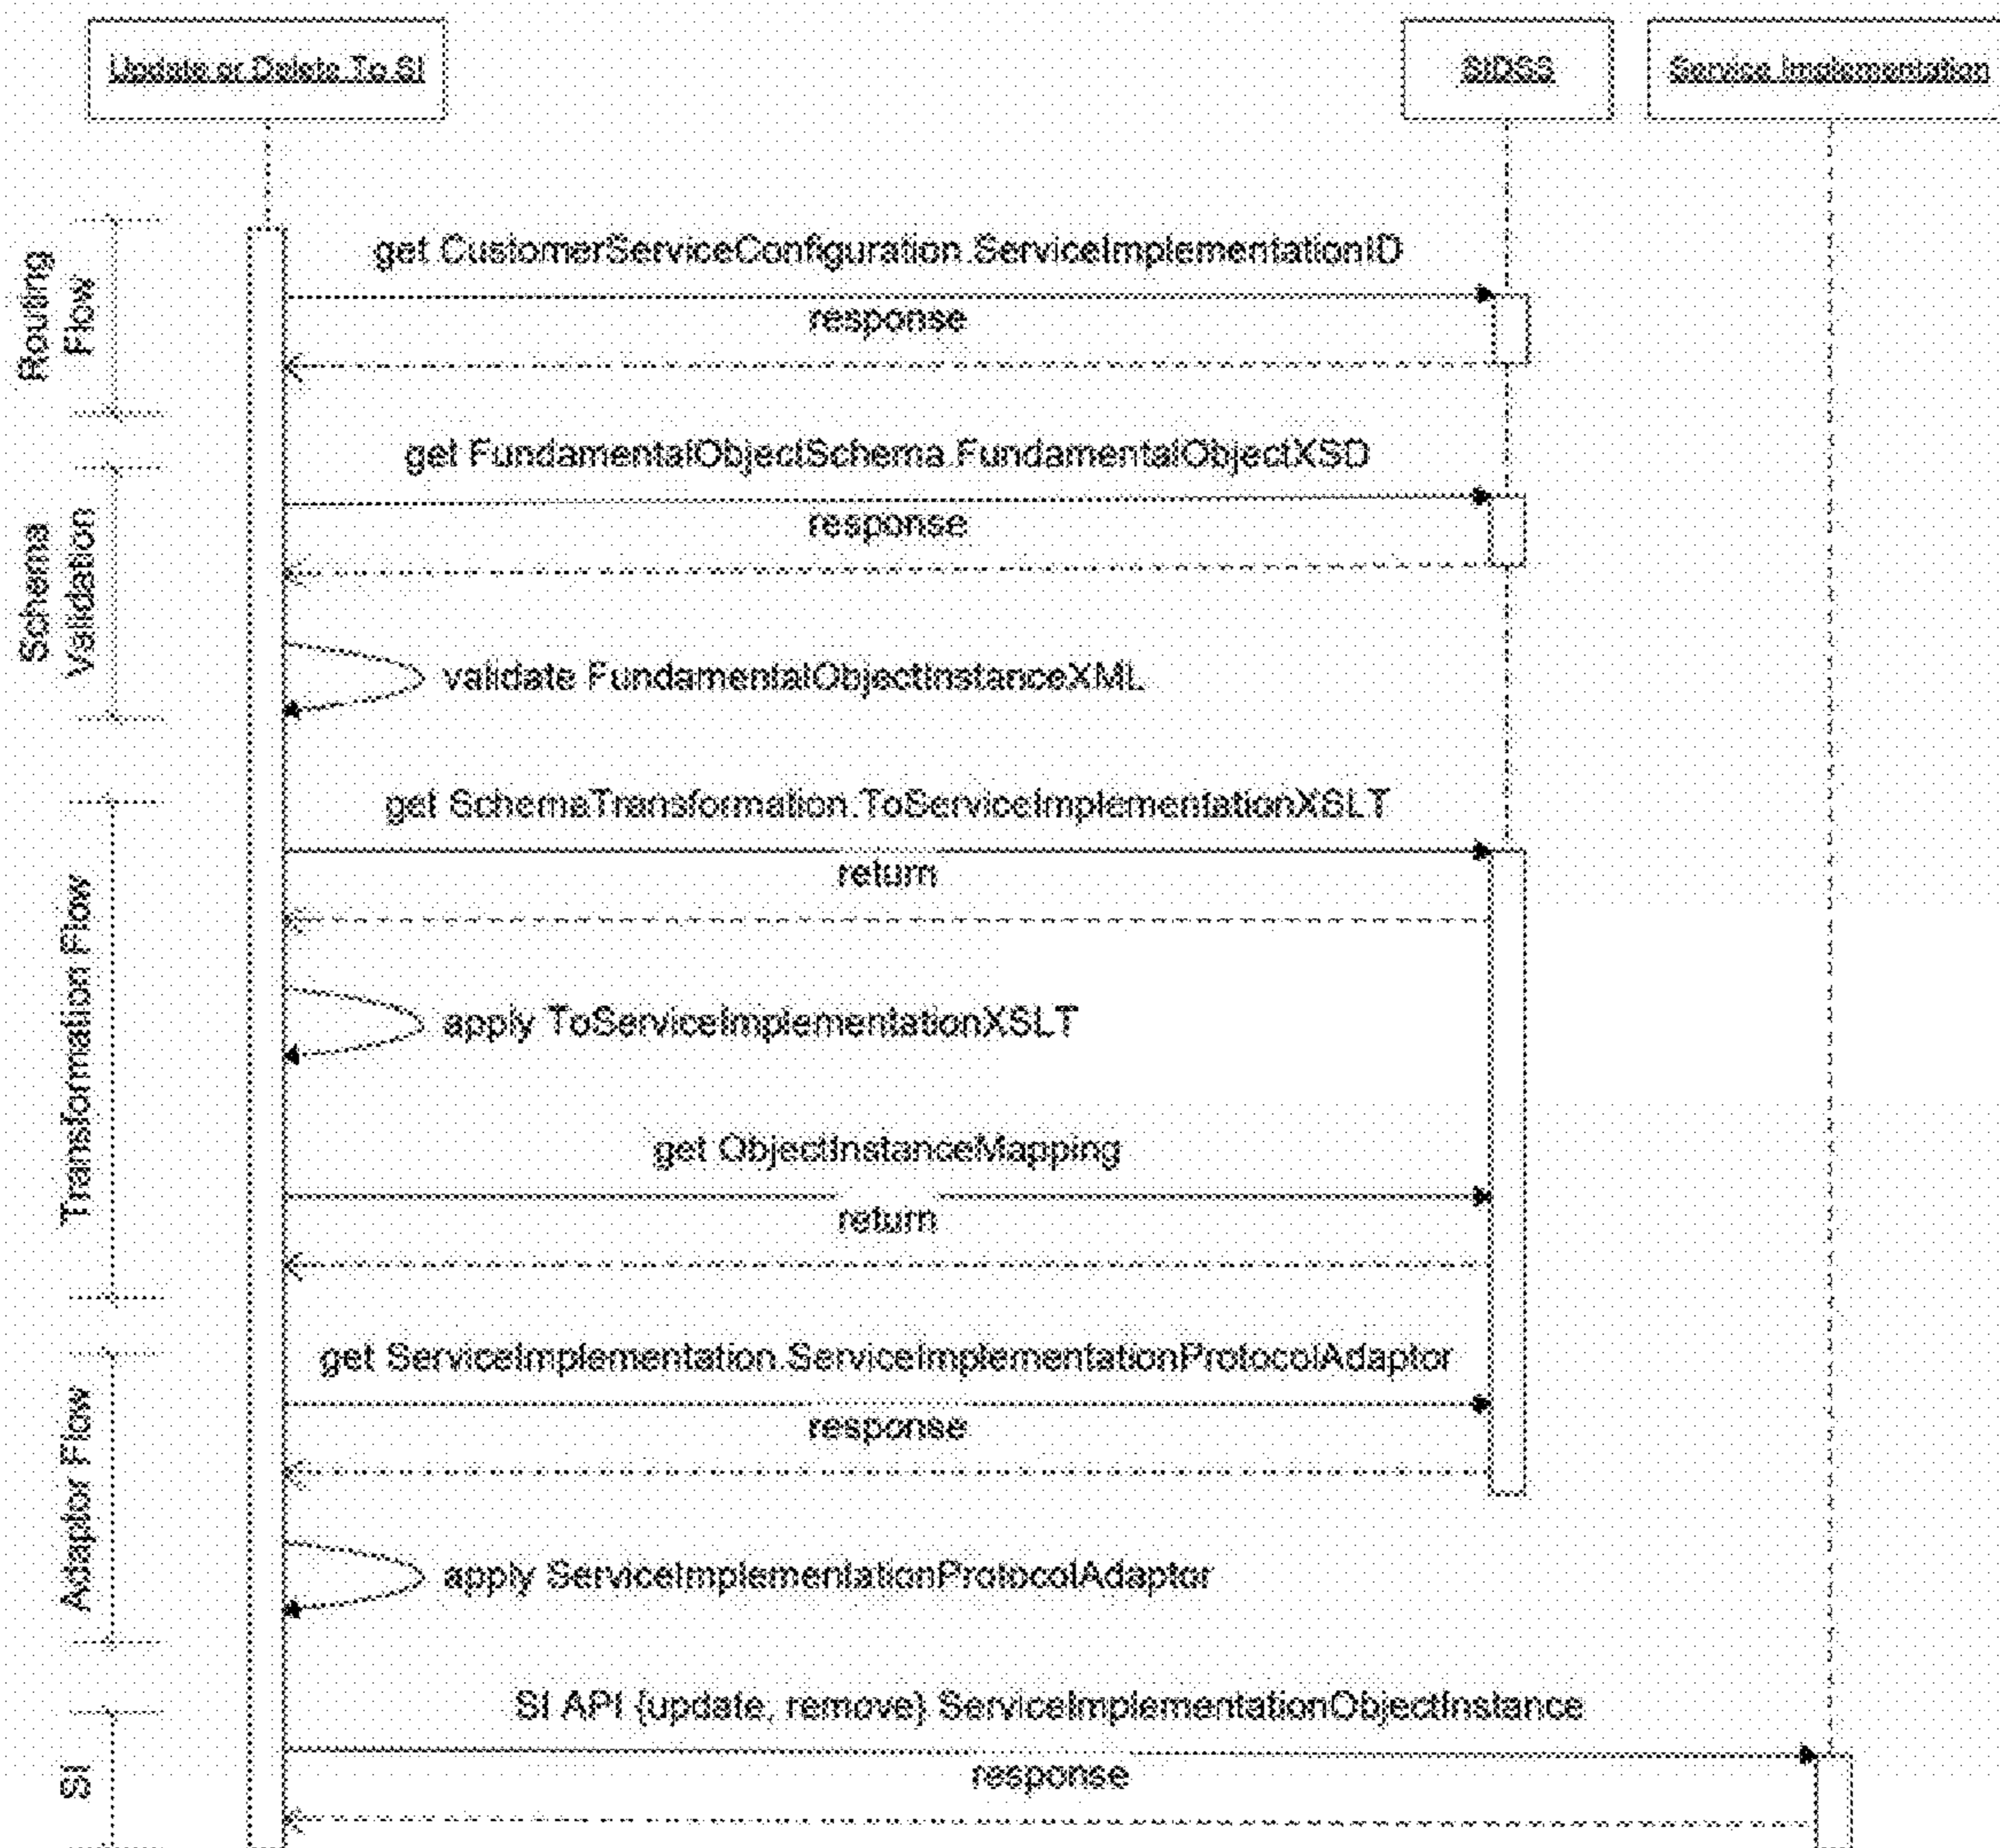 Update or Delete To SI
SIDSS
Service Implementation
Routing
Flow
get CustomerServiceConfiguration.ServiceImplementationID
response
Schema
Validation
get FundamentalObjectSchema.FundamentalObjectXSD
response
validate FundamentalObjectInstanceXML
Transformation Flow
get SchemaTransformation.ToServiceImplementationXSLT
return
apply ToServiceImplementationXSLT
get ObjectInstanceMapping
return
Adaptor Flow
get ServiceImplementation.ServiceImplementationProtocolAdaptor
response
apply ServiceImplementationProtocolAdaptor
SI
SI API {update, remove} ServiceImplementationObjectInstance
response